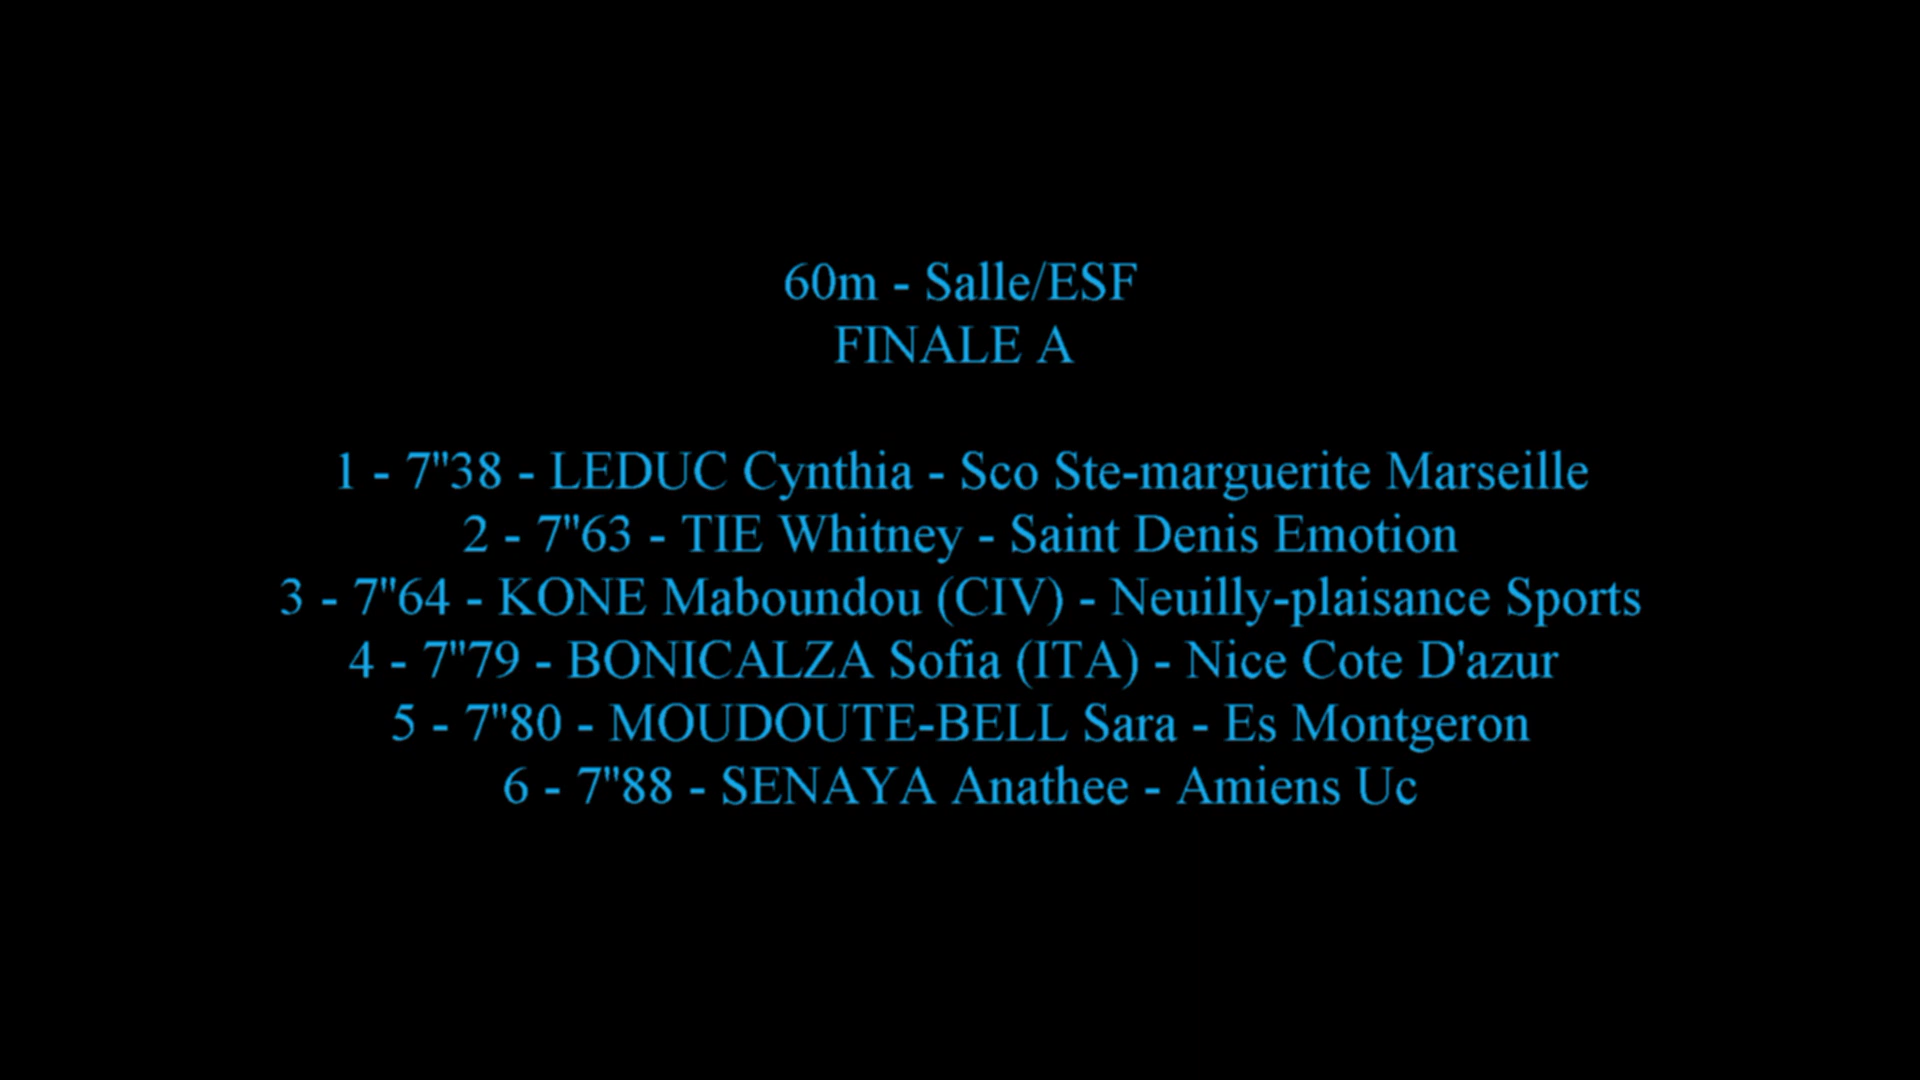 60m - Salle/ESF
FINALE A
1 - 7"38 - LEDUC Cynthia - Sco Ste-marguerite Marseille
2 - 7"63 - TIE Whitney - Saint Denis Emotion
3 - 7"64 - KONE Maboundou (CIV) - Neuilly-plaisance Sports
4 - 7"79 - BONICALZA Sofia (ITA) - Nice Cote D'azur
5 - 7"80 - MOUDOUTE-BELL Sara - Es Montgeron
6 - 7"88 - SENAYA Anathee - Amiens Uc